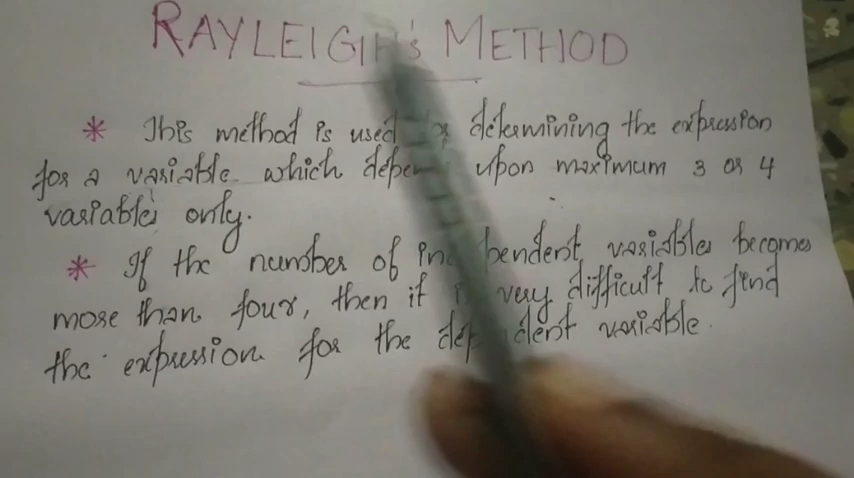 RAYLEIGH's METHOD
* This method is used determining the expression
for a variable which upon maximum 3 or 4
variables only.
* If the number of variables becomes
more than four, then it very difficult to find
the expression for the variable.